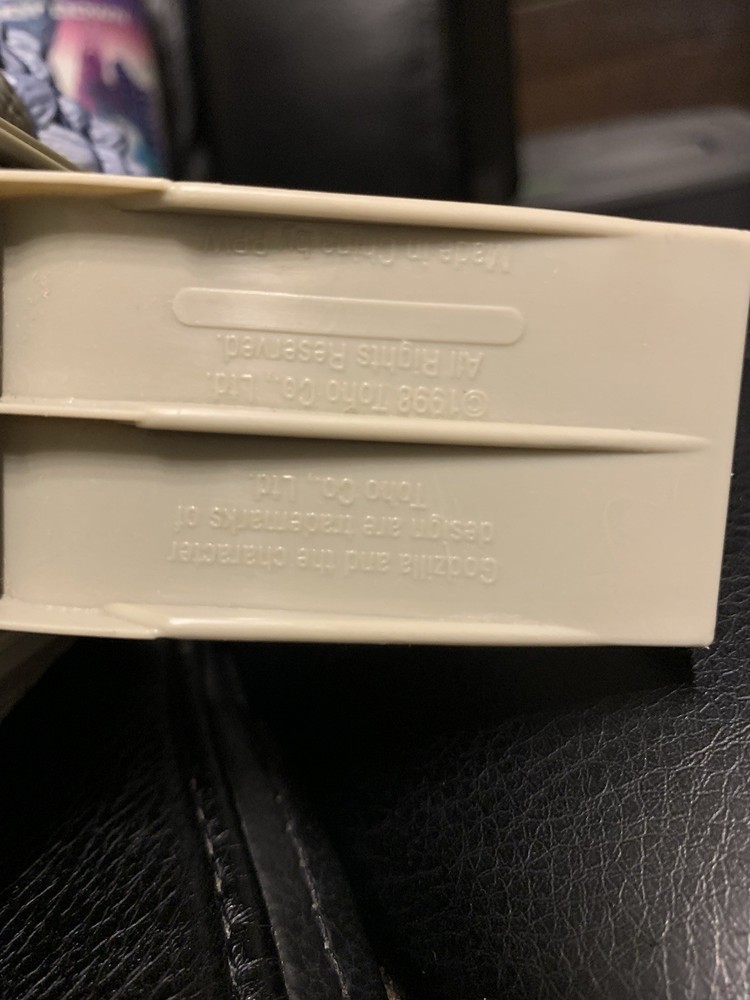 Godzilla and the character
design are trademarks of
Toho Co., Ltd.
©1998 Toho Co., Ltd.
All Rights Reserved.
Made in China by